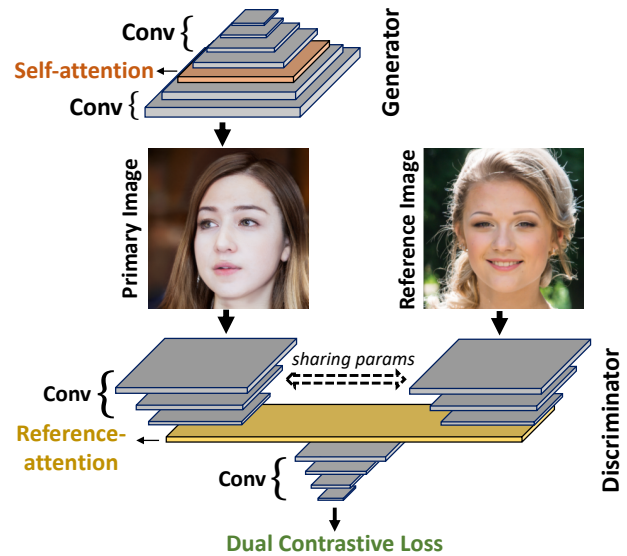 Conv
Self-attention
Conv
Generator
Primary Image
Reference Image
sharing params
Conv
Reference-
attention
Conv
Discriminator
Dual Contrastive Loss